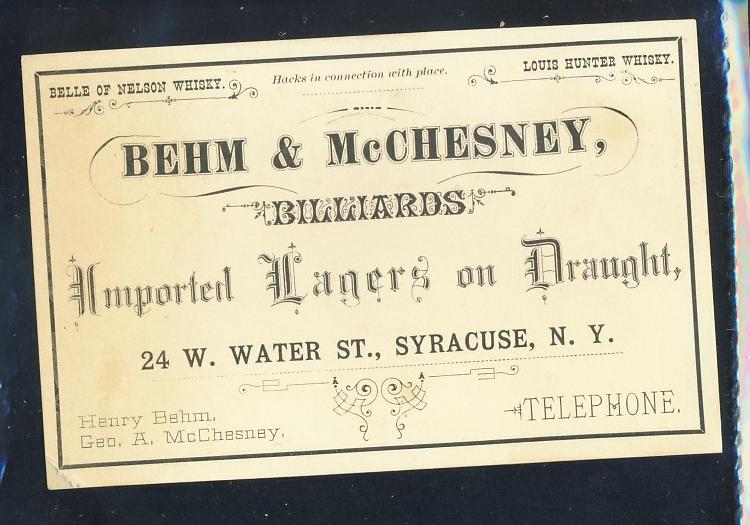 BELLE OF NELSON WHISKY.
Hacks in connection with place.
LOUIS HUNTER WHISKY.
BEHM & McCHESNEY,
BILLIARDS
Imported Lagers on Draught,
24 W. WATER ST., SYRACUSE, N. Y.
Henry Behm.
Geo. A. McChesney.
TELEPHONE.